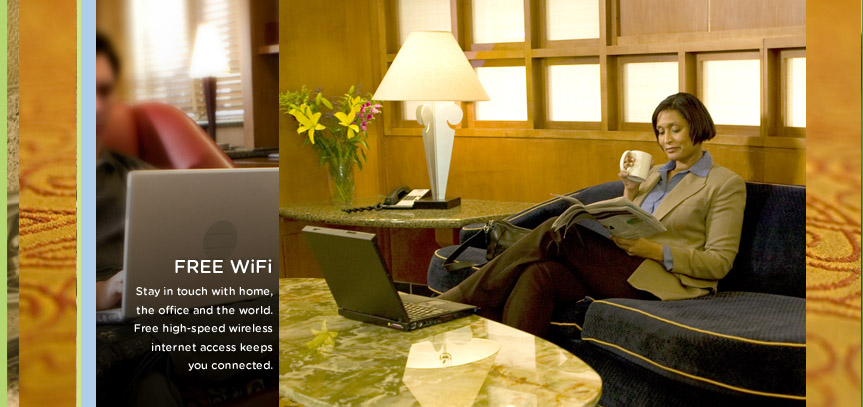 FREE WiFi
Stay in touch with home,
the office and the world.
Free high-speed wireless
internet access keeps
you connected.